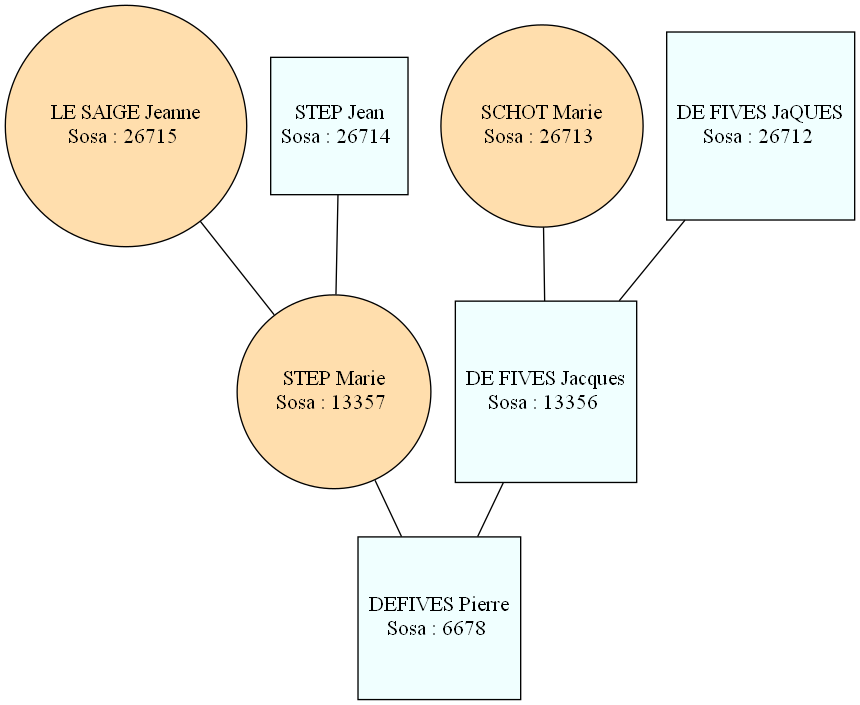 LE SAIGE Jeanne
Sosa : 26715
STEP Jean
Sosa : 26714
SCHOT Marie
Sosa : 26713
DE FIVES JaQUES
Sosa : 26712
STEP Marie
Sosa : 13357
DE FIVES Jacques
Sosa : 13356
DEFIVES Pierre
Sosa : 6678